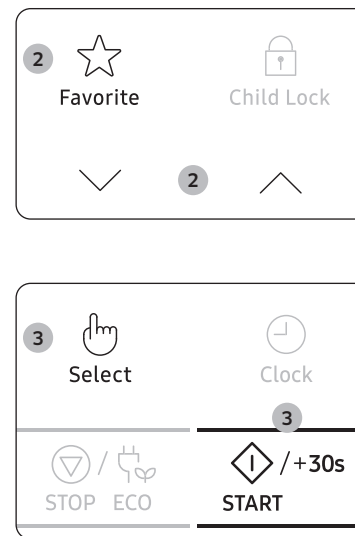 2
Favorite
Child Lock
2
3
Select
Clock
3
/
/+30s
STOP ECO
START